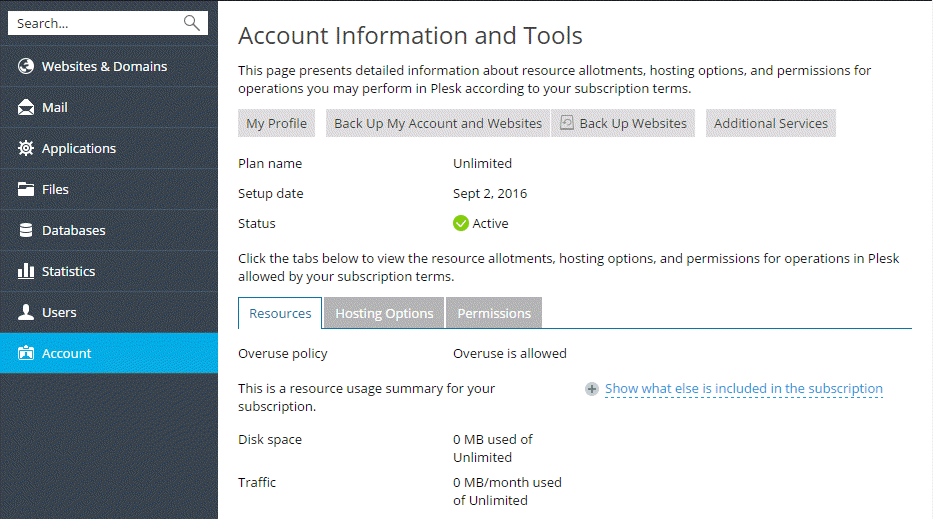 Search...
Websites & Domains
Mail
Applications
Files
Databases
Statistics
Users
Account
Account Information and Tools
This page presents detailed information about resource allotments, hosting options, and permissions for
operations you may perform in Plesk according to your subscription terms.
My Profile Back Up My Account and Websites Back Up Websites Additional Services
Plan name Unlimited
Setup date Sept 2, 2016
Status Active
Click the tabs below to view the resource allotments, hosting options, and permissions for operations in Plesk
allowed by your subscription terms.
Resources Hosting Options Permissions
Overuse policy Overuse is allowed
This is a resource usage summary for your
subscription.
Show what else is included in the subscription
Disk space 0 MB used of
Unlimited
Traffic 0 MB/month used
of Unlimited